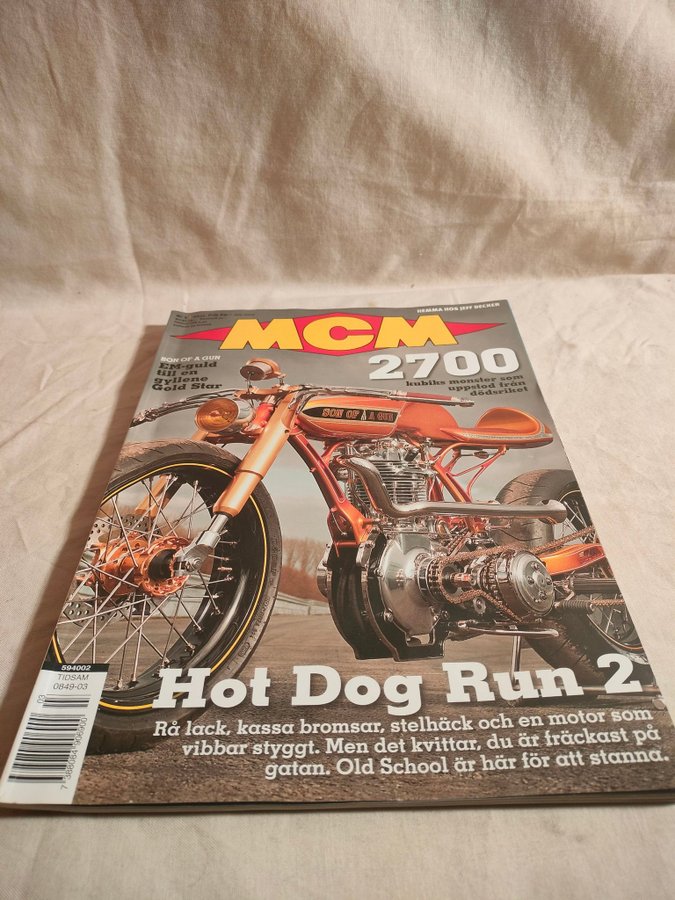 HEMMA HOS JEFF DECKER
MCM
SON OF A GUN
EM-guld
till en
gyllene
Gold Star
2700
kubiks monster som
uppstod från
dödsriket
SON OF A GUN
Hot Dog Run 2
Rå lack, kassa bromsar, stelhäck och en motor som
vibbar styggt. Men det kvittar, du är fräckast på
gatan. Old School är här för att stanna.
594002
TIDSAM
0849-03
03